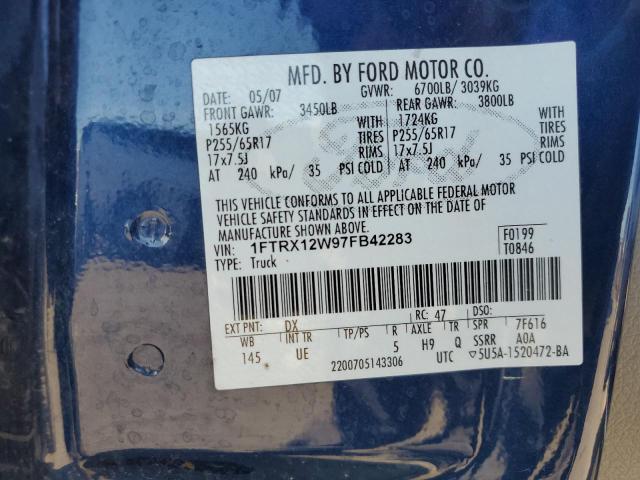 MFD. BY FORD MOTOR CO.
DATE: 05/07 GVWR: 6700LB/ 3039KG
FRONT GAWR: 3450LB REAR GAWR: 3800LB
1565KG WITH 1724KG WITH
P255/65R17 TIRES P255/65R17 TIRES
17x7.5J RIMS 17x7.5J RIMS
AT 240 kPa/ 35 PSI COLD AT 240 kPa/ 35 PSI COLD
THIS VEHICLE CONFORMS TO ALL APPLICABLE FEDERAL MOTOR
VEHICLE SAFETY STANDARDS IN EFFECT ON THE DATE OF
MANUFACTURE SHOWN ABOVE.
VIN: 1FTRX12W97FB42283 F0199
TYPE: Truck T0846
EXT PNT: DX RC: 47 DSO:
WB INT TR TP/PS R AXLE TR SPR 7F616
145 UE 5 H9 Q SSRR A0A
2200705143306 UTC ▽5U5A-1520472-BA
Ford